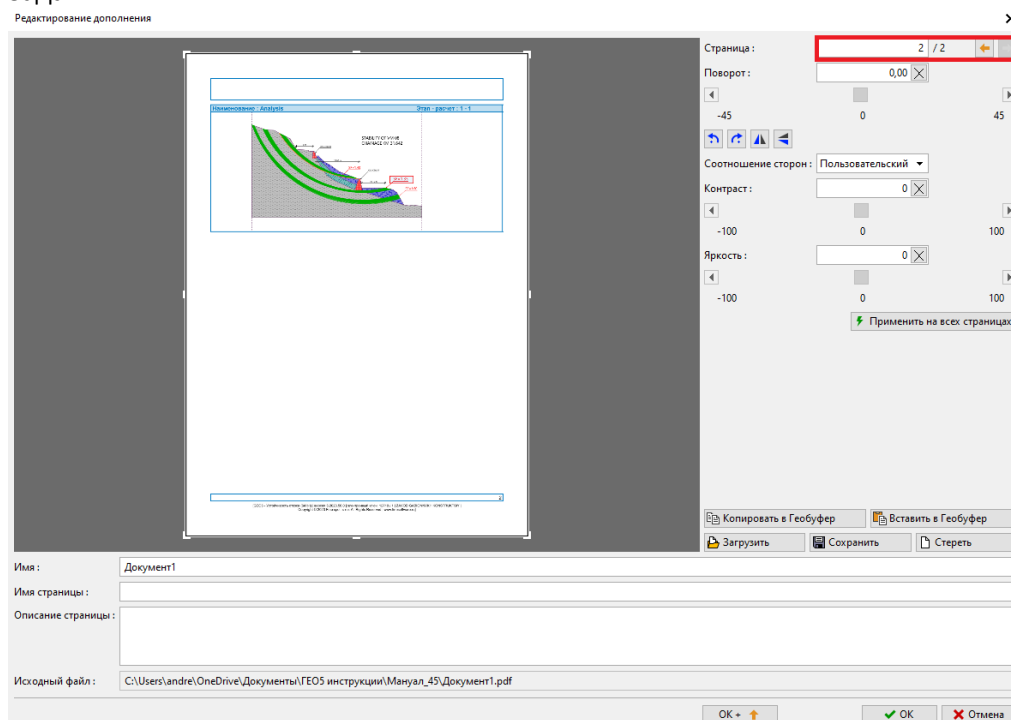 Редактирование дополнения
Страница :
2 / 2
Поворот :
0,00
-45 0 45
Соотношение сторон : Пользовательский
Контраст :
0
-100 0 100
Яркость :
0
-100 0 100
Применить на всех страницах
Наименование : Analysis
Этап - расчет : 1 - 1
Копировать в Геобуфер
Вставить в Геобуфер
Загрузить
Сохранить
Стереть
Имя :
Документ1
Имя страницы :
Описание страницы :
Исходный файл :
C:\Users\andre\OneDrive\Документы\ГЕО5 инструкции\Мануал_45\Документ1.pdf
OK +
OK
Отмена